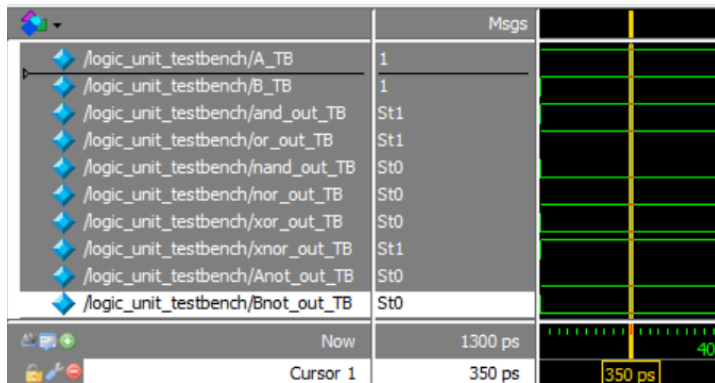 Msgs
/logic_unit_testbench/A_TB 1
/logic_unit_testbench/B_TB 1
/logic_unit_testbench/and_out_TB St1
/logic_unit_testbench/or_out_TB St1
/logic_unit_testbench/nand_out_TB St0
/logic_unit_testbench/nor_out_TB St0
/logic_unit_testbench/xor_out_TB St0
/logic_unit_testbench/xnor_out_TB St1
/logic_unit_testbench/Anot_out_TB St0
/logic_unit_testbench/Bnot_out_TB St0
Now 1300 ps 
Cursor 1 350 ps 350 ps